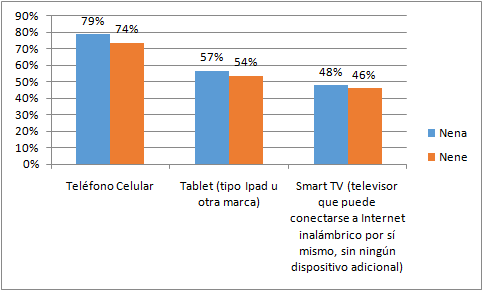 90%
80%
70%
60%
50%
40%
30%
20%
10%
0%
79%
74%
57%
54%
48%
46%
Teléfono Celular
Tablet (tipo Ipad u
otra marca)
Smart TV (televisor
que puede
conectarse a Internet
inalámbrico por sí
mismo, sin ningún
dispositivo adicional)
Nena
Nene